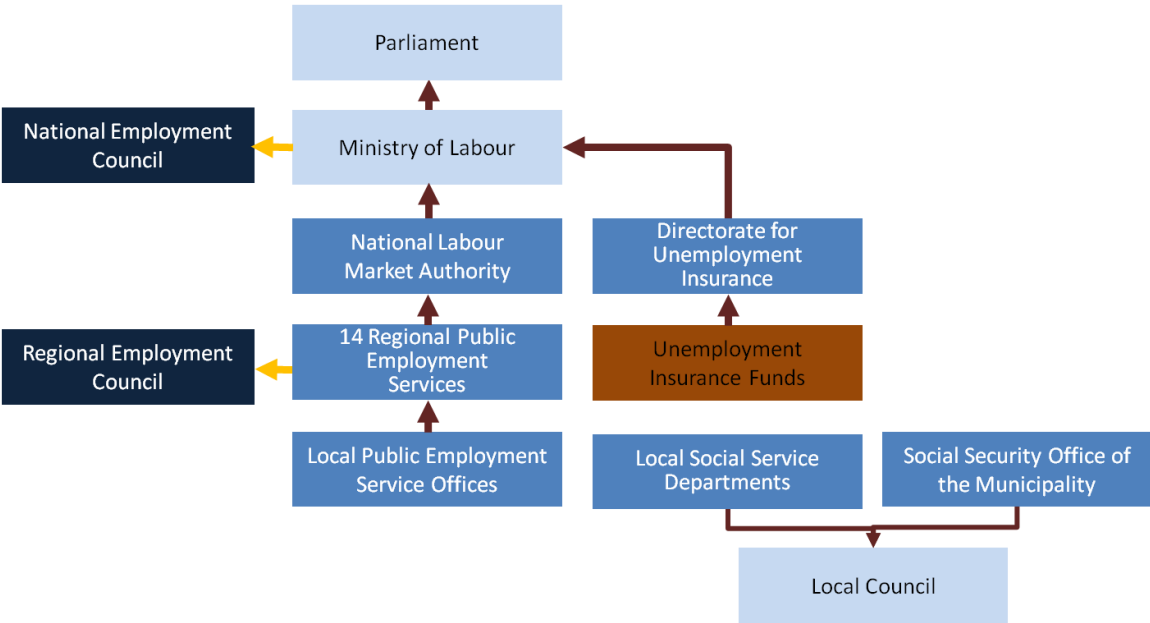 Parliament
National Employment
Council
Ministry of Labour
National Labour
Market Authority
Directorate for
Unemployment
Insurance
Regional Employment
Council
14 Regional Public
Employment
Services
Unemployment
Insurance Funds
Local Public Employment
Service Offices
Local Social Service
Departments
Social Security Office of
the Municipality
Local Council